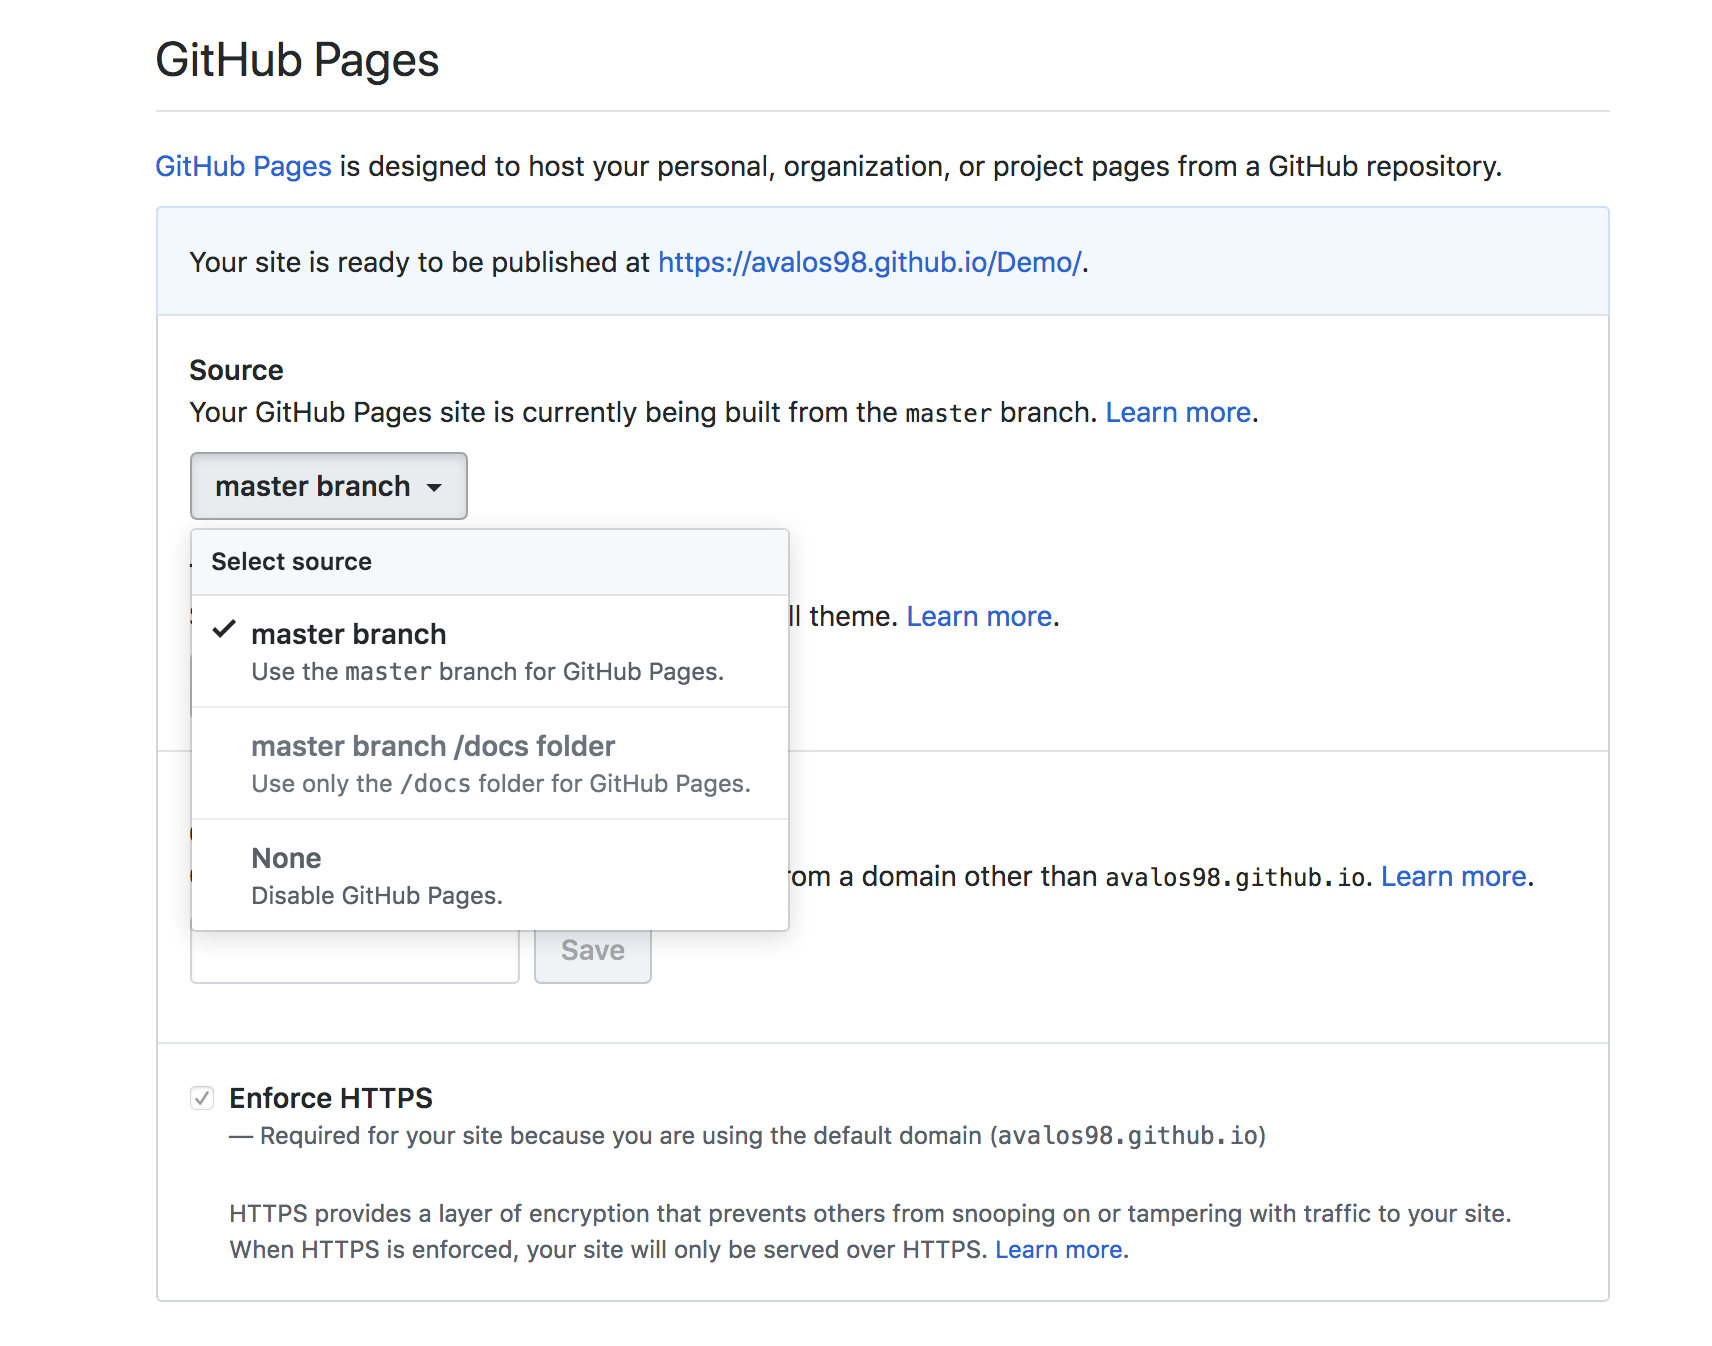 GitHub Pages
GitHub Pages is designed to host your personal, organization, or project pages from a GitHub repository.
Your site is ready to be published at https://avalos98.github.io/Demo/.
Source
Your GitHub Pages site is currently being built from the master branch. Learn more.
master branch
Select source
theme. Learn more.
master branch
Use the master branch for GitHub Pages.
master branch /docs folder
Use only the /docs folder for GitHub Pages.
None
a domain other than avalos98.github.io. Learn more.
Disable GitHub Pages.
Save
Enforce HTTPS
— Required for your site because you are using the default domain (avalos98.github.io)
HTTPS provides a layer of encryption that prevents others from snooping on or tampering with traffic to your site.
When HTTPS is enforced, your site will only be served over HTTPS. Learn more.